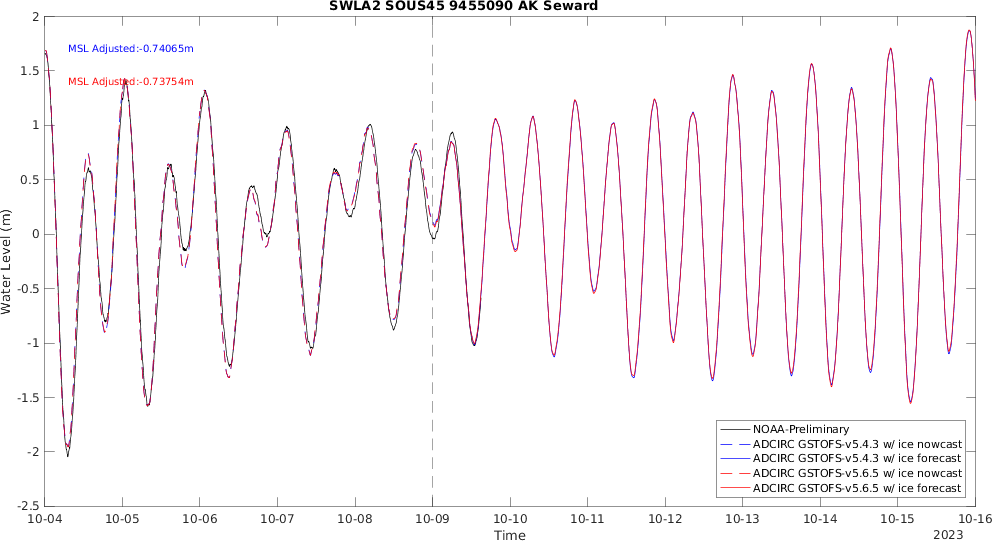 SWLA2 SOUS45 9455090 AK Seward
MSL Adjusted:-0.74065m
MSL Adjusted:-0.73754m
Water Level (m)
2
1.5
1
0.5
0
-0.5
-1
-1.5
-2
-2.5
NOAA-Preliminary
ADCIRC GSTOFS-v5.4.3 w/ ice nowcast
ADCIRC GSTOFS-v5.4.3 w/ ice forecast
ADCIRC GSTOFS-v5.6.5 w/ ice nowcast
ADCIRC GSTOFS-v5.6.5 w/ ice forecast
10-04 10-05 10-06 10-07 10-08 10-09 10-10 10-11 10-12 10-13 10-14 10-15 10-16
Time
2023